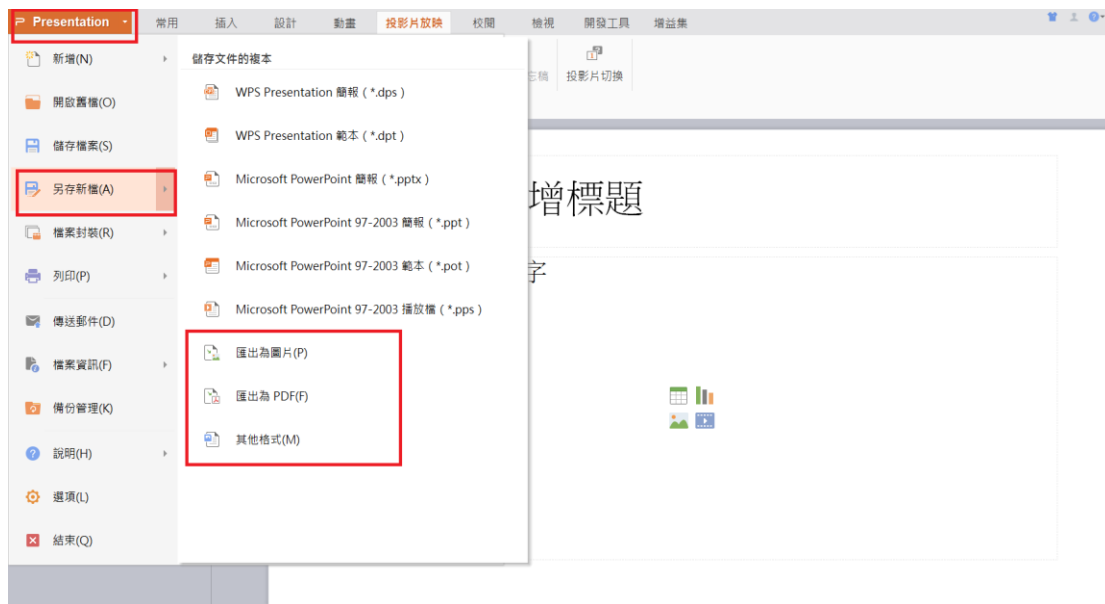 Presentation
常用 插入 設計 動畫 投影片放映 校閱 檢視 開發工具 增益集
新增(N)
開啟舊檔(O)
儲存檔案(S)
另存新檔(A)
檔案封裝(R)
列印(P)
傳送郵件(D)
檔案資訊(F)
備份管理(K)
說明(H)
選項(L)
結束(Q)
儲存文件的複本
WPS Presentation 簡報 ( *.dps )
WPS Presentation 範本 ( *.dpt )
Microsoft PowerPoint 簡報 ( *.pptx )
Microsoft PowerPoint 97-2003 簡報 ( *.ppt )
Microsoft PowerPoint 97-2003 範本 ( *.pot )
Microsoft PowerPoint 97-2003 播放檔 ( *.pps )
匯出為圖片(P)
匯出為 PDF(F)
其他格式(M)
忘稿 投影片切換
增標題
字